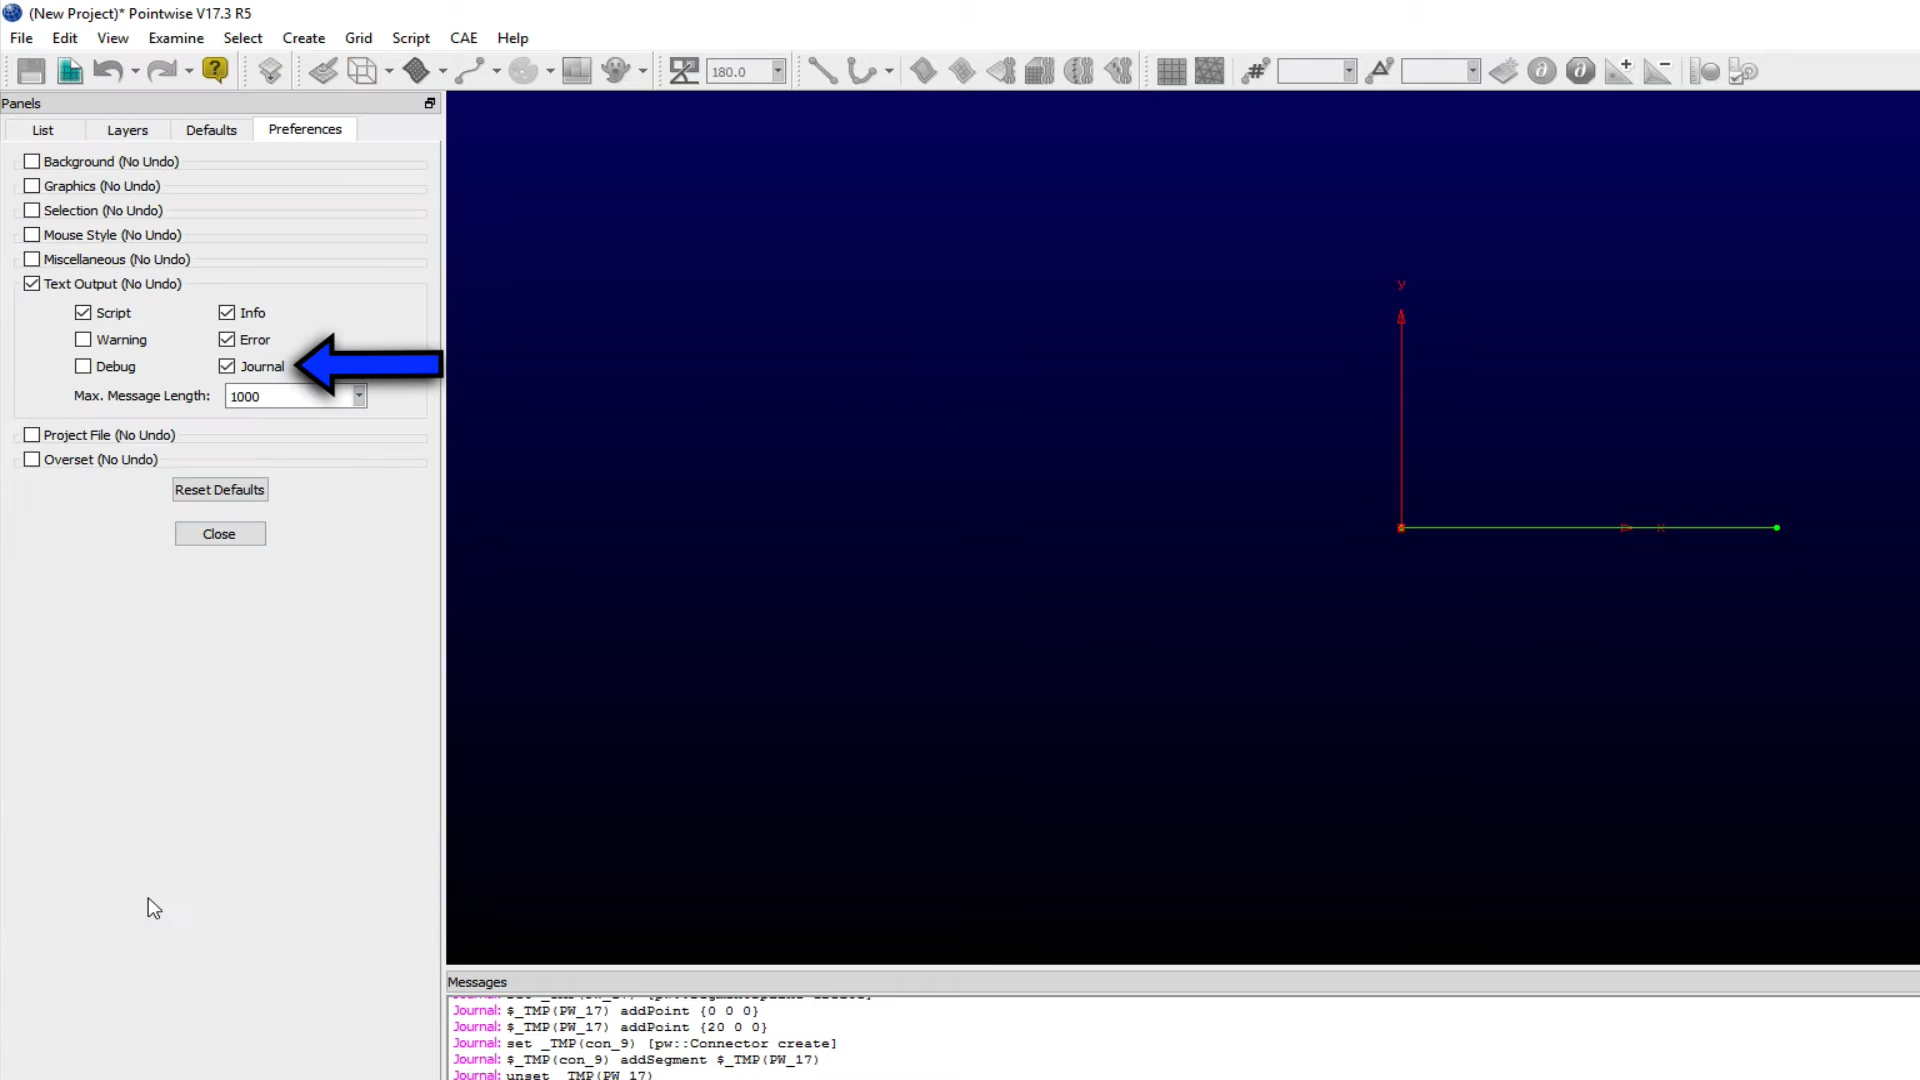 (New Project)* Pointwise V17.3 R5
File Edit View Examine Select Create Grid Script CAE Help
180.0
Panels
List Layers Defaults Preferences
Background (No Undo)
Graphics (No Undo)
Selection (No Undo)
Mouse Style (No Undo)
Miscellaneous (No Undo)
Text Output (No Undo)
Script Info
Warning Error
Debug Journal
Max. Message Length: 1000
Project File (No Undo)
Overset (No Undo)
Reset Defaults
Close
y
x
Messages
Journal: $_TMP(PW_17) addPoint {0 0 0}
Journal: $_TMP(PW_17) addPoint {20 0 0}
Journal: set _TMP(con_9) [pw::Connector create]
Journal: $_TMP(con_9) addSegment $_TMP(PW_17)
Journal: unset _TMP(PW_17)